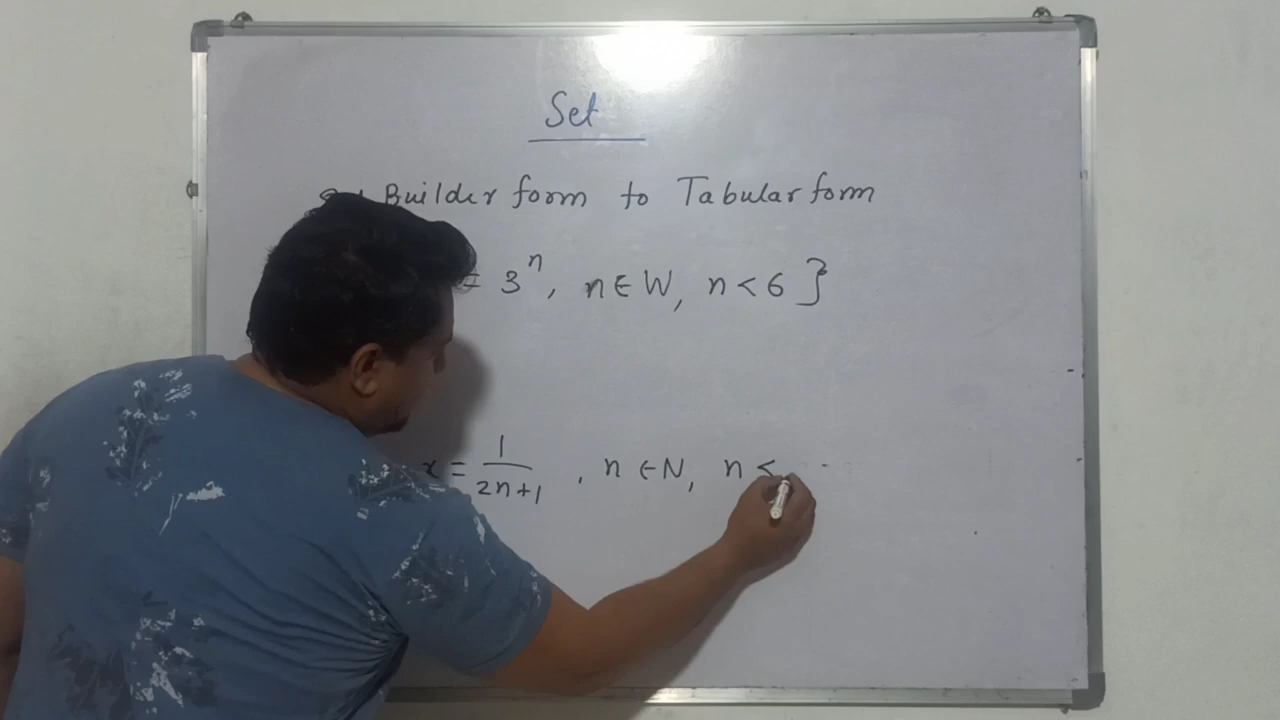 Set
Builder form to Tabular form
= 3ⁿ, n ∈ W, n < 6 }
x = 1/(2n+1), n ∈ N, n <